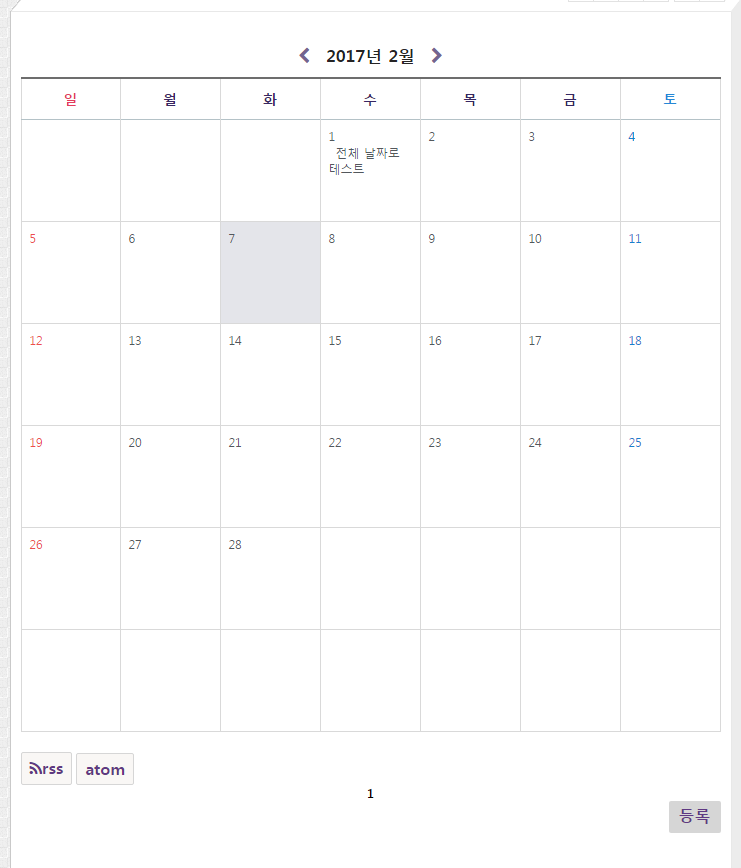 2017년 2월
일 월 화 수 목 금 토
1 2 3 4
전체 날짜로
테스트
5 6 7 8 9 10 11
12 13 14 15 16 17 18
19 20 21 22 23 24 25
26 27 28
rss atom
1
등록